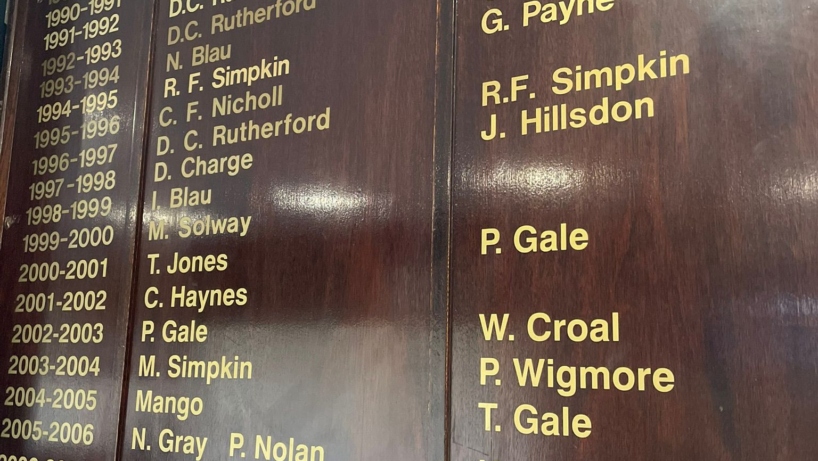 1990-1991
1991-1992
1992-1993
1993-1994
1994-1995
1995-1996
1996-1997
1997-1998
1998-1999
1999-2000
2000-2001
2001-2002
2002-2003
2003-2004
2004-2005
2005-2006
D.C.
D.C. Rutherford
N. Blau
R. F. Simpkin
C. F. Nicholl
D. C. Rutherford
D. Charge
I. Blau
M. Solway
T. Jones
C. Haynes
P. Gale
M. Simpkin
Mango
N. Gray P. Nolan
G. Payne
R.F. Simpkin
J. Hillsdon
P. Gale
W. Croal
P. Wigmore
T. Gale